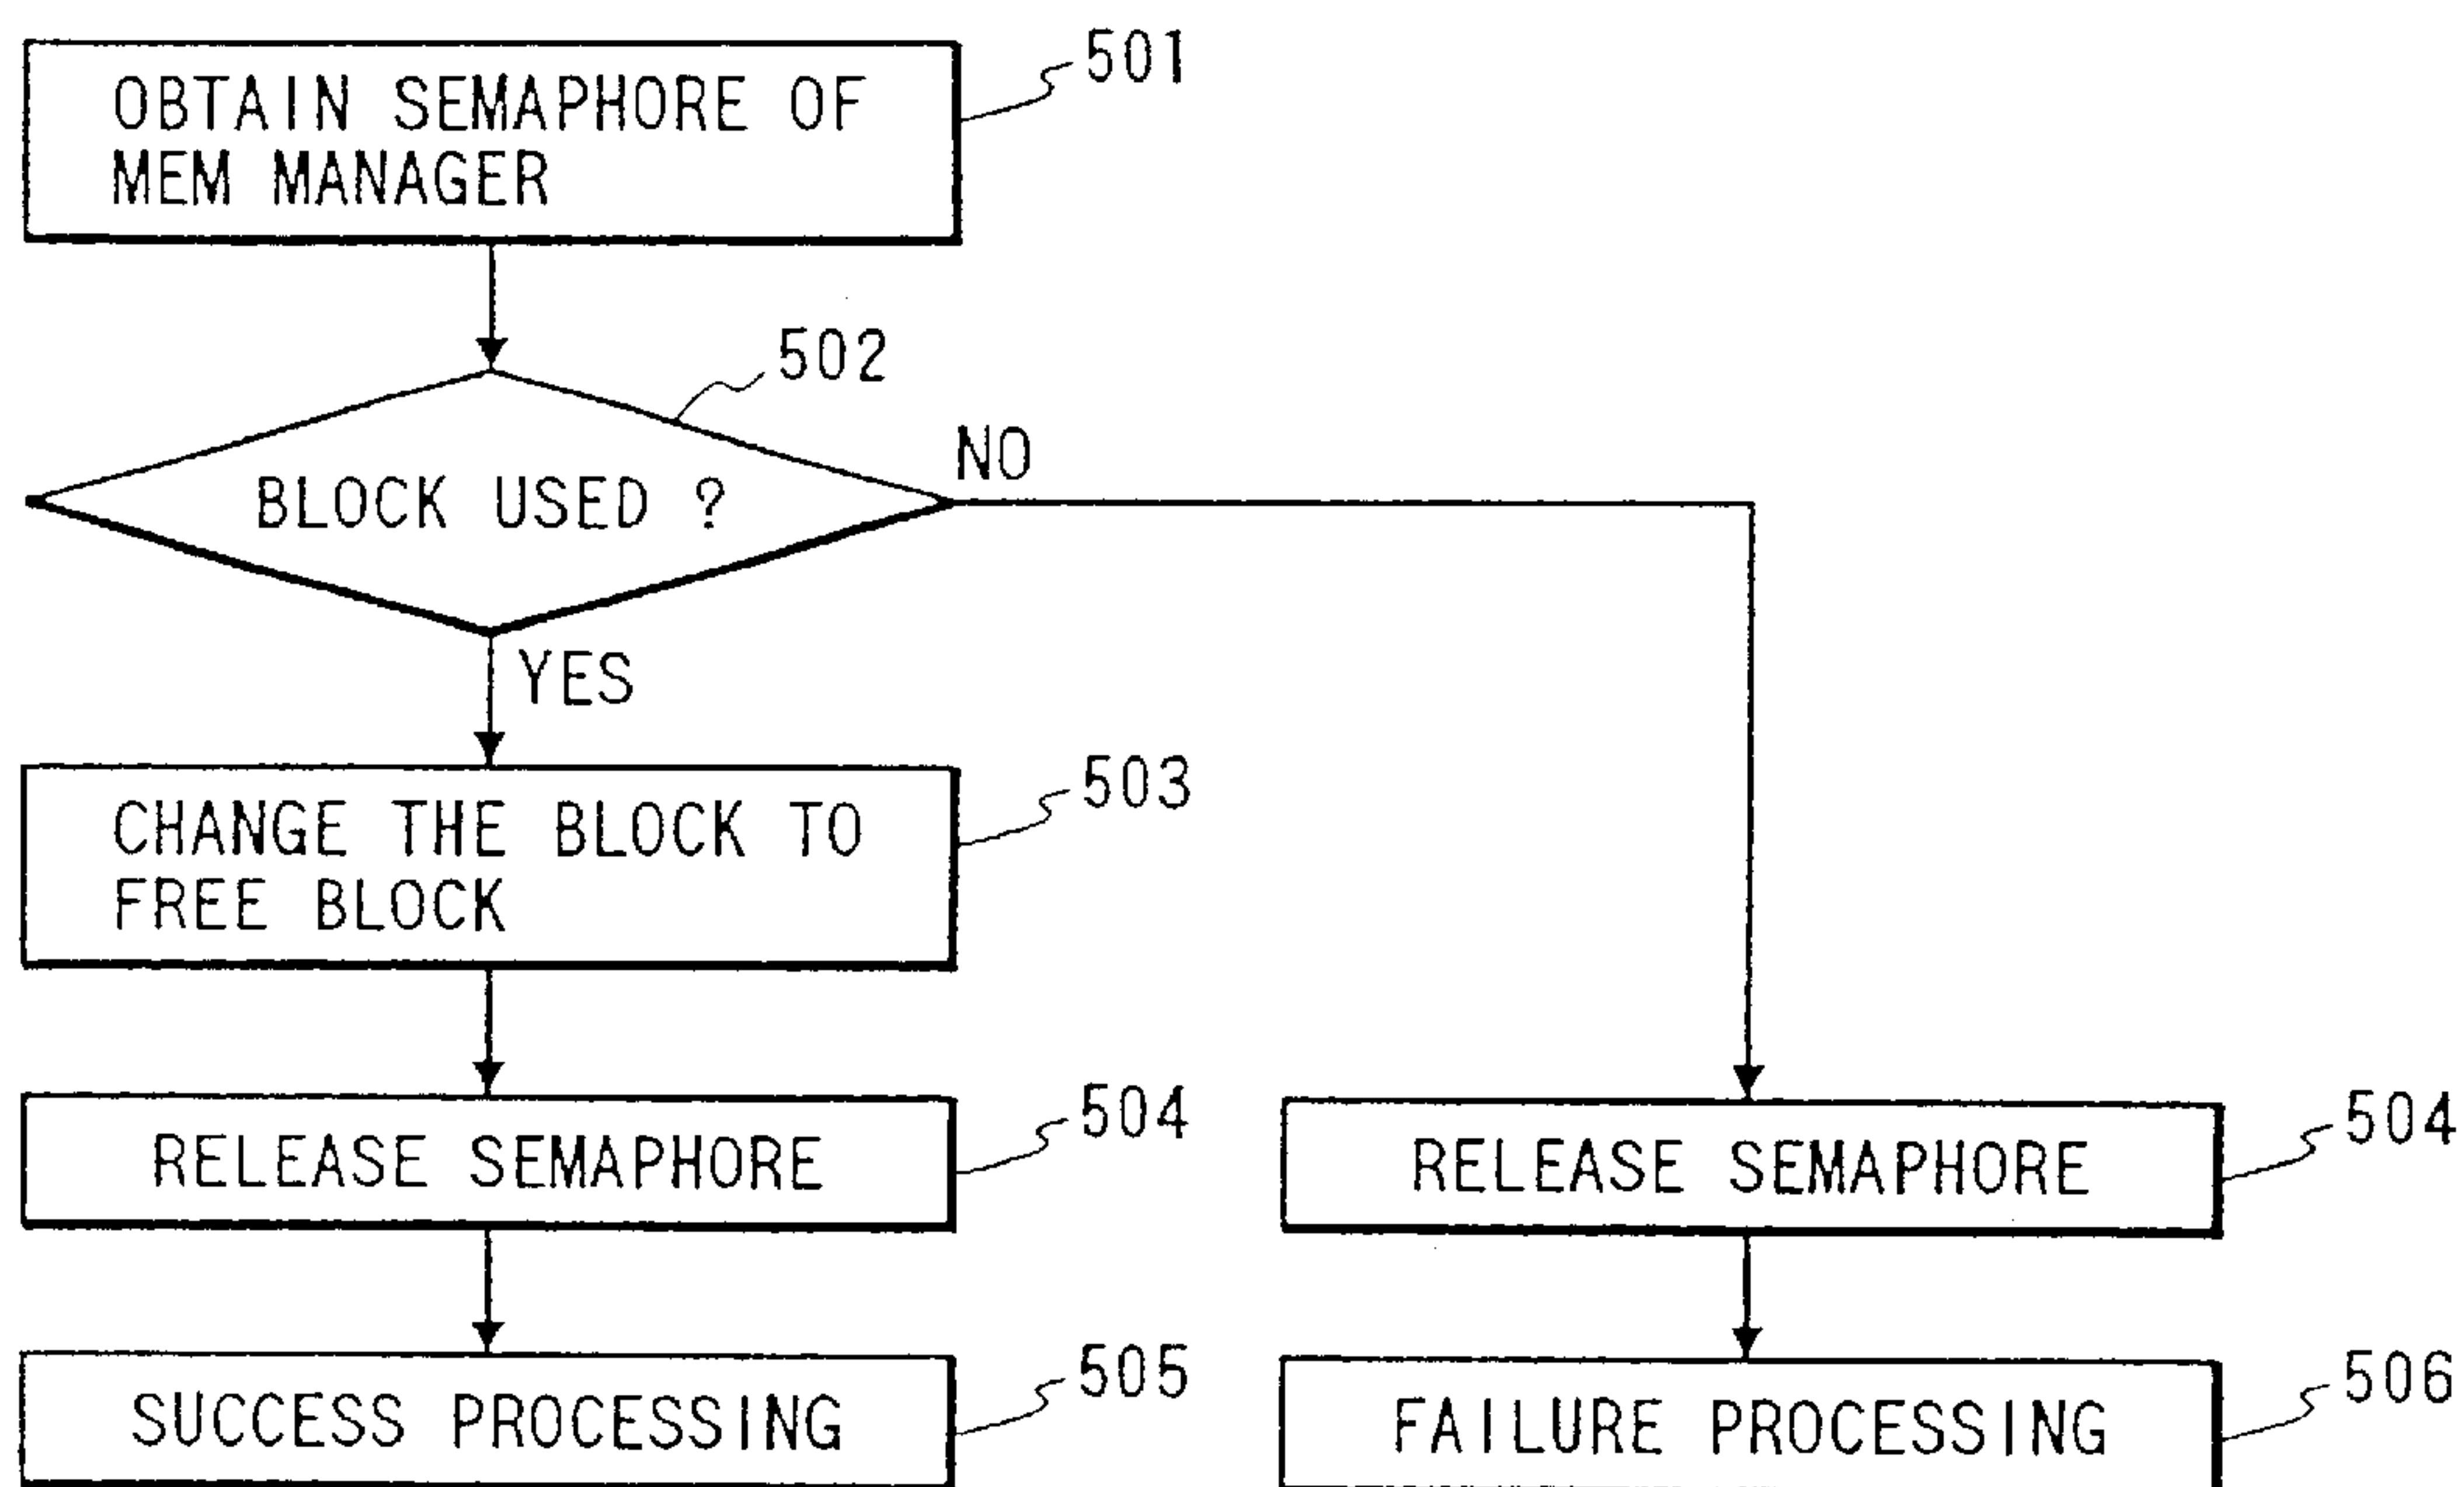 501
OBTAIN SEMAPHORE OF
MEM MANAGER
502
BLOCK USED ?
NO
YES
503
CHANGE THE BLOCK TO
FREE BLOCK
504
RELEASE SEMAPHORE
504
RELEASE SEMAPHORE
505
SUCCESS PROCESSING
506
FAILURE PROCESSING